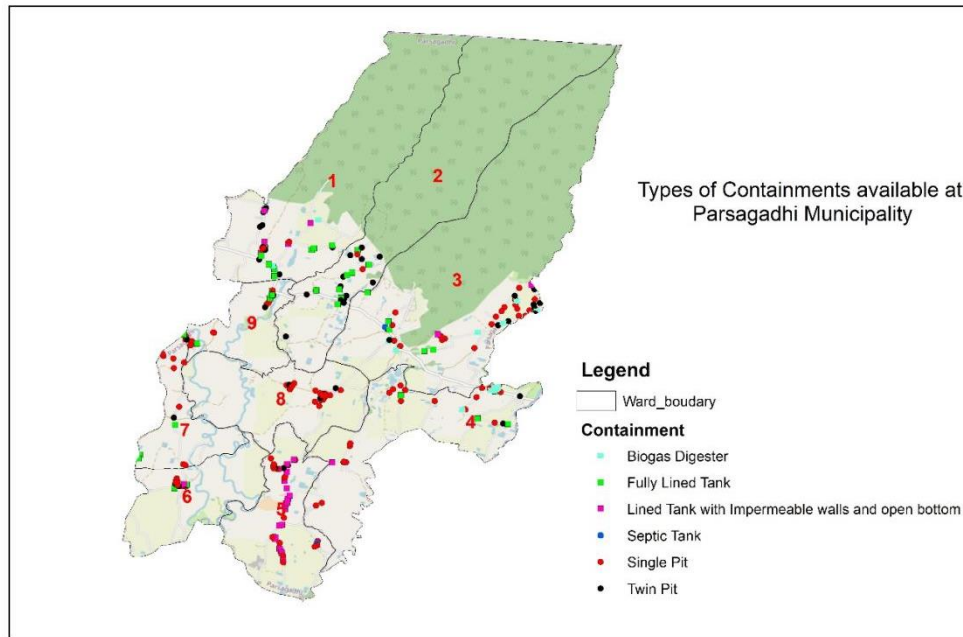 Parsagadhi
1
2
Types of Containments available at
Parsagadhi Municipality
3
9
8
4
7
6
5
Parsagadhi
Legend
Ward_boudary
Containment
Biogas Digester
Fully Lined Tank
Lined Tank with Impermeable walls and open bottom
Septic Tank
Single Pit
Twin Pit